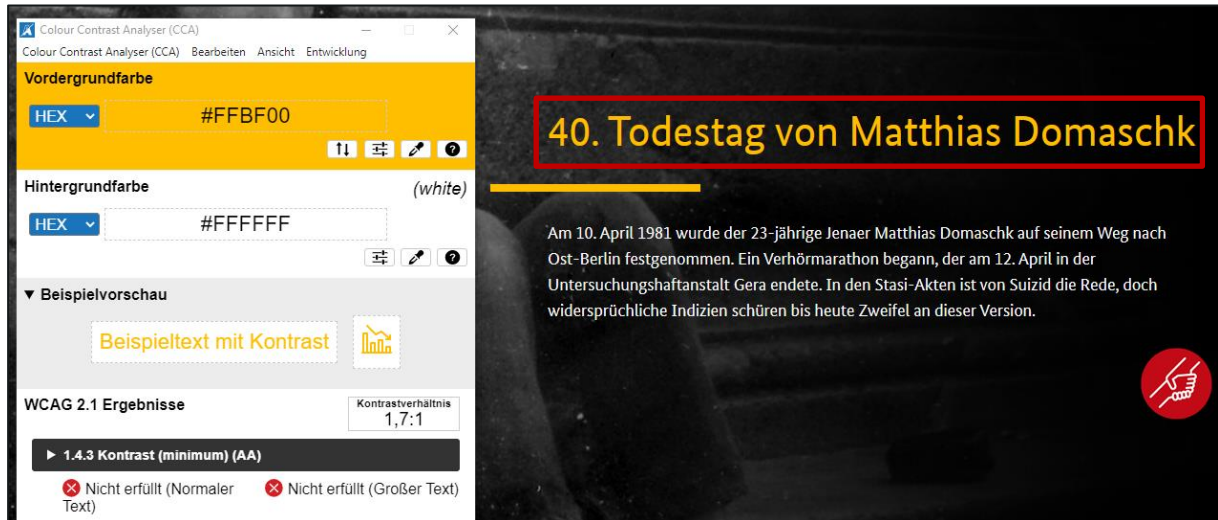 Colour Contrast Analyser (CCA)
Colour Contrast Analyser (CCA) Bearbeiten Ansicht Entwicklung
Vordergrundfarbe
HEX
#FFBF00
Hintergrundfarbe
(white)
HEX
#FFFFFF
▼ Beispielvorschau
Beispieltext mit Kontrast
WCAG 2.1 Ergebnisse
Kontrastverhältnis
1,7:1
▶ 1.4.3 Kontrast (minimum) (AA)
Nicht erfüllt (Normaler
Text)
Nicht erfüllt (Großer Text)
40. Todestag von Matthias Domaschk
Am 10. April 1981 wurde der 23-jährige Jenaer Matthias Domaschk auf seinem Weg nach
Ost-Berlin festgenommen. Ein Verhörmarathon begann, der am 12. April in der
Untersuchungshaftanstalt Gera endete. In den Stasi-Akten ist von Suizid die Rede, doch
widersprüchliche Indizien schüren bis heute Zweifel an dieser Version.